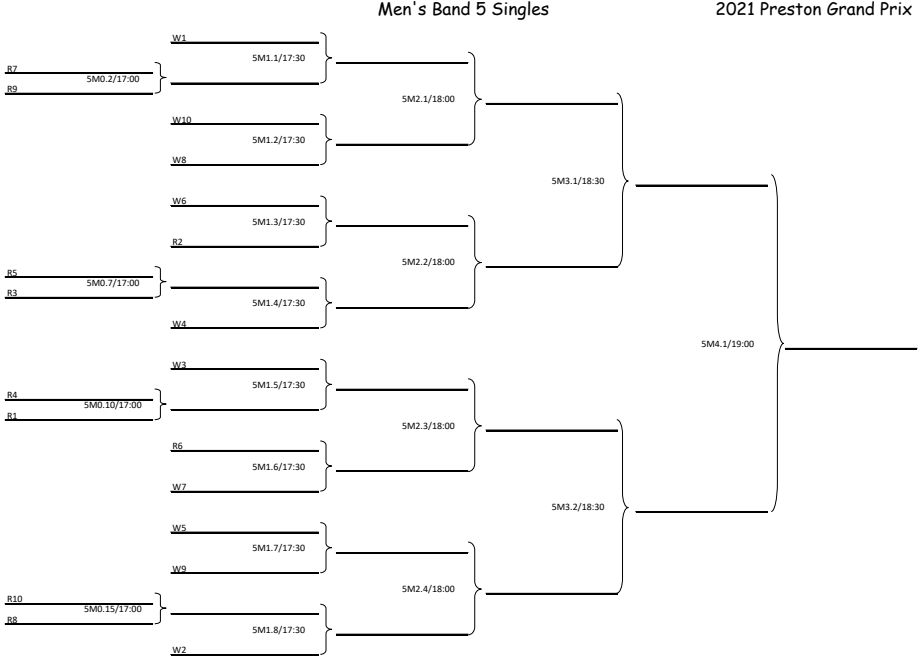 Men's Band 5 Singles
2021 Preston Grand Prix
W1
5M1.1/17:30
R7
5M0.2/17:00
R9
5M2.1/18:00
W10
5M1.2/17:30
W8
5M3.1/18:30
W6
5M1.3/17:30
R2
5M2.2/18:00
R5
5M0.7/17:00
R3
5M1.4/17:30
W4
5M4.1/19:00
W3
5M1.5/17:30
R4
5M0.10/17:00
R1
5M2.3/18:00
R6
5M1.6/17:30
W7
5M3.2/18:30
W5
5M1.7/17:30
W9
5M2.4/18:00
R10
5M0.15/17:00
R8
5M1.8/17:30
W2